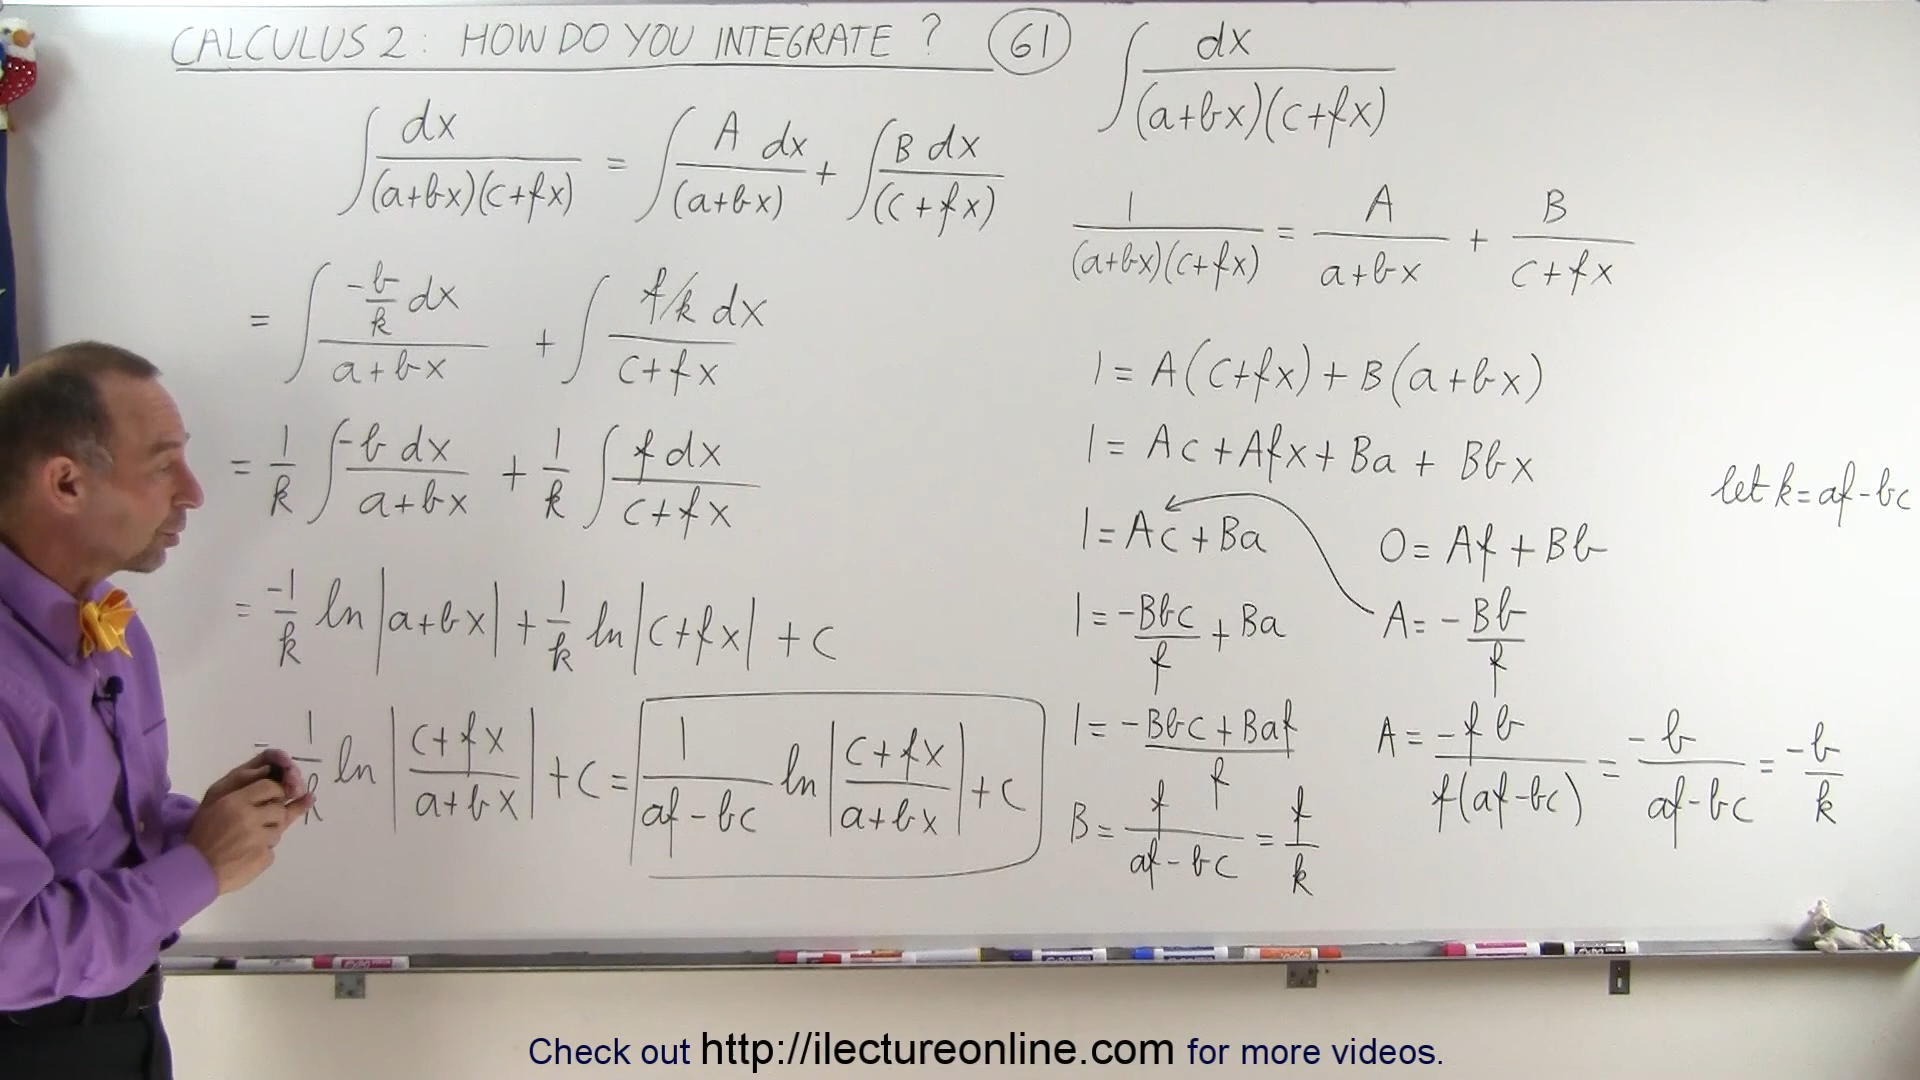 CALCULUS 2: HOW DO YOU INTEGRATE? 61 ∫ dx/((a+bx)(c+fx))
∫ dx/((a+bx)(c+fx)) = ∫ A dx/(a+bx) + ∫ B dx/(c+fx)
= ∫ (-b/k dx)/(a+bx) + ∫ (f/k dx)/(c+fx)
= 1/k ∫ -b dx/(a+bx) + 1/k ∫ f dx/(c+fx)
= -1/k ln|a+bx| + 1/k ln|c+fx| + C
= 1/k ln|(c+fx)/(a+bx)| + C = 1/(af-bc) ln|(c+fx)/(a+bx)| + C
1/((a+bx)(c+fx)) = A/(a+bx) + B/(c+fx)
1 = A(c+fx) + B(a+bx)
1 = Ac + Afx + Ba + Bbx
let k = af-bc
1 = Ac + Ba
0 = Af + Bb
1 = -Bbc/f + Ba
A = -Bb/f
1 = (-Bbc + Baf)/f
A = -fb/(f(af-bc)) = -b/(af-bc) = -b/k
B = f/(af-bc) = f/k
Check out http://ilectureonline.com for more videos.